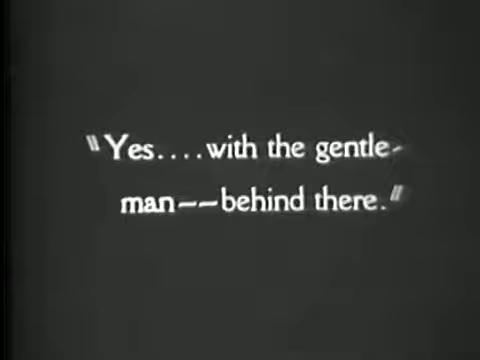 "Yes....with the gentle-
man--behind there."